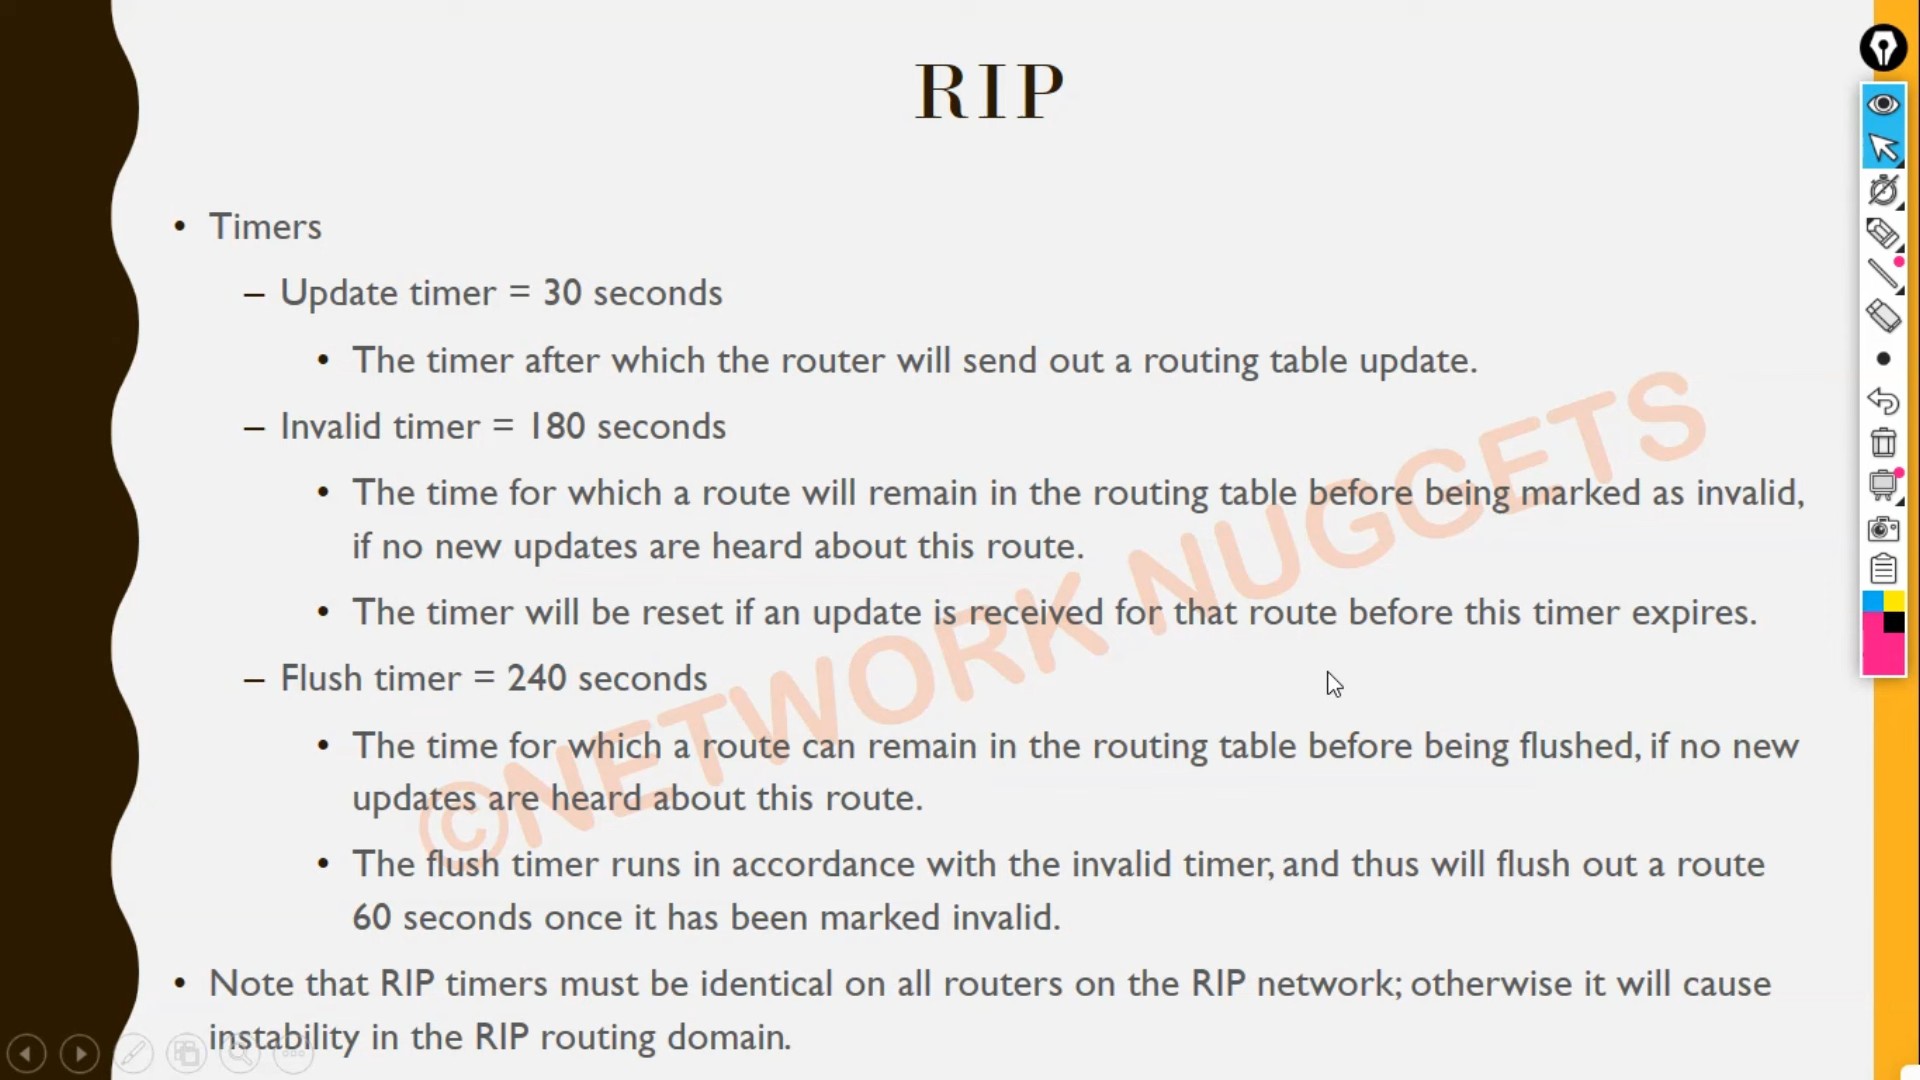 RIP
• Timers
– Update timer = 30 seconds
• The timer after which the router will send out a routing table update.
– Invalid timer = 180 seconds
• The time for which a route will remain in the routing table before being marked as invalid,
if no new updates are heard about this route.
• The timer will be reset if an update is received for that route before this timer expires.
– Flush timer = 240 seconds
• The time for which a route can remain in the routing table before being flushed, if no new
updates are heard about this route.
• The flush timer runs in accordance with the invalid timer, and thus will flush out a route
60 seconds once it has been marked invalid.
• Note that RIP timers must be identical on all routers on the RIP network; otherwise it will cause
instability in the RIP routing domain.
©NETWORK NUGGETS